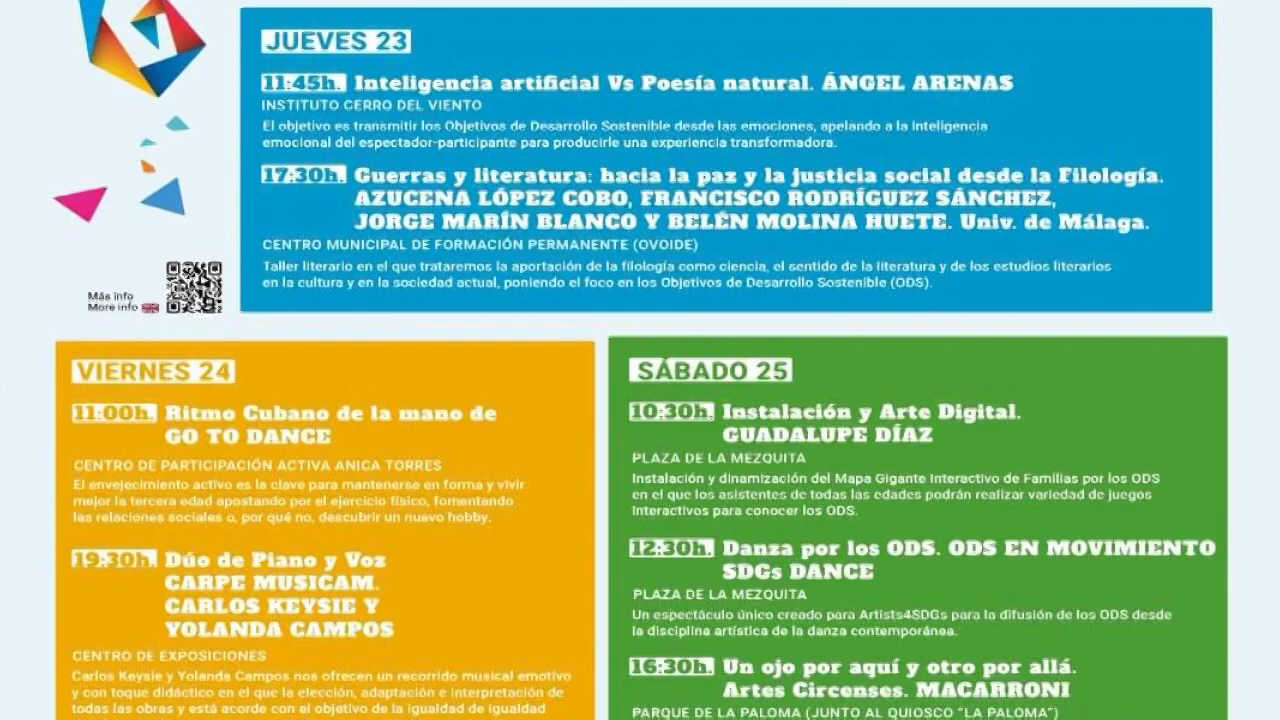 JUEVES 23
11:45h. Inteligencia artificial Vs Poesía natural. ÁNGEL ARENAS
INSTITUTO CERRO DEL VIENTO
El objetivo es transmitir los Objetivos de Desarrollo Sostenible desde las emociones, apelando a la inteligencia
emocional del espectador-participante para producirle una experiencia transformadora.
17:30h. Guerras y literatura: hacia la paz y la justicia social desde la Filología.
AZUCENA LÓPEZ COBO, FRANCISCO RODRÍGUEZ SÁNCHEZ,
JORGE MARÍN BLANCO Y BELÉN MOLINA HUETE. Univ. de Málaga.
CENTRO MUNICIPAL DE FORMACIÓN PERMANENTE (OVOIDE)
Taller literario en el que trataremos la aportación de la filología como ciencia, el sentido de la literatura y de los estudios literarios
en la cultura y en la sociedad actual, poniendo el foco en los Objetivos de Desarrollo Sostenible (ODS).
Más info
More info
VIERNES 24
11:00h. Ritmo Cubano de la mano de
GO TO DANCE
CENTRO DE PARTICIPACIÓN ACTIVA ANICA TORRES
El envejecimiento activo es la clave para mantenerse en forma y vivir
mejor la tercera edad apostando por el ejercicio físico, fomentando
las relaciones sociales o, por qué no, descubrir un nuevo hobby.
19:30h. Dúo de Piano y Voz
CARPE MUSICAM.
CARLOS KEYSIE Y
YOLANDA CAMPOS
CENTRO DE EXPOSICIONES
Carlos Keysie y Yolanda Campos nos ofrecen un recorrido musical emotivo
y con toque didáctico en el que la elección, adaptación e interpretación de
todas las obras y está acorde con el objetivo de la igualdad de igualdad
SÁBADO 25
10:30h. Instalación y Arte Digital.
GUADALUPE DÍAZ
PLAZA DE LA MEZQUITA
Instalación y dinamización del Mapa Gigante Interactivo de Familias por los ODS
en el que los asistentes de todas las edades podrán realizar variedad de juegos
interactivos para conocer los ODS.
12:30h. Danza por los ODS. ODS EN MOVIMIENTO
SDGs DANCE
PLAZA DE LA MEZQUITA
Un espectáculo único creado para Artists4SDGs para la difusión de los ODS desde
la disciplina artística de la danza contemporánea.
16:30h. Un ojo por aquí y otro por allá.
Artes Circenses. MACARRONI
PARQUE DE LA PALOMA (JUNTO AL QUIOSCO "LA PALOMA")